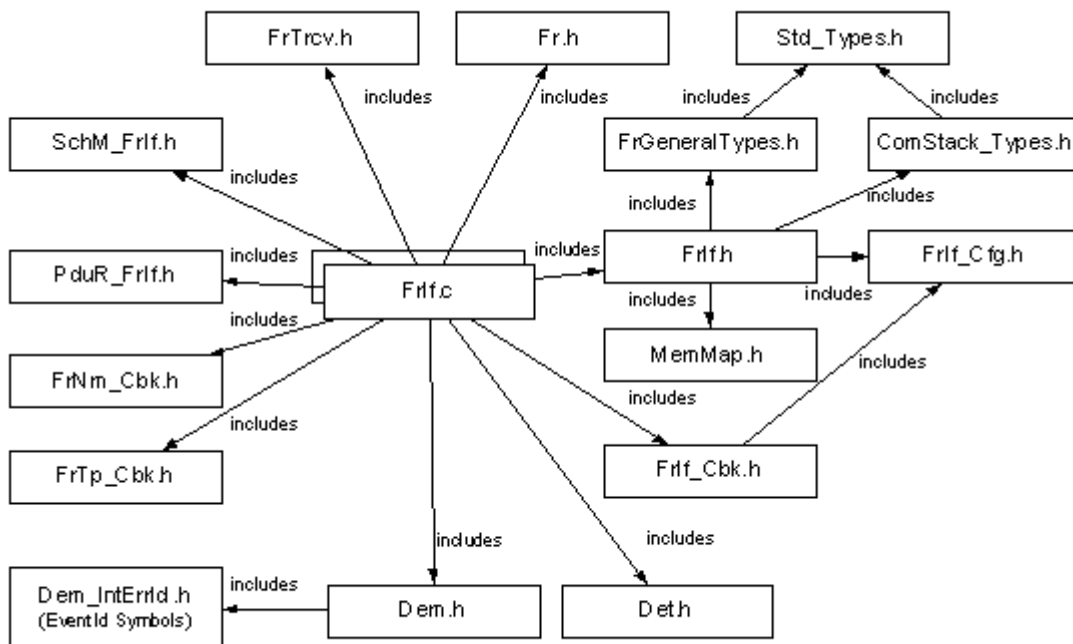 FrTrcv.h
Fr.h
Std_Types.h
includes
includes
includes
includes
SchM_FrIf.h
FrGeneralTypes.h
ComStack_Types.h
includes
includes
includes
PduR_FrIf.h
includes
includes
FrIf.h
FrIf_Cfg.h
FrIf.c
includes
includes
includes
MemMap.h
FrNm_Cbk.h
includes
includes
includes
FrTp_Cbk.h
FrIf_Cbk.h
includes
includes
includes
Dem_IntErrId.h
(EventId Symbols)
Dem.h
Det.h